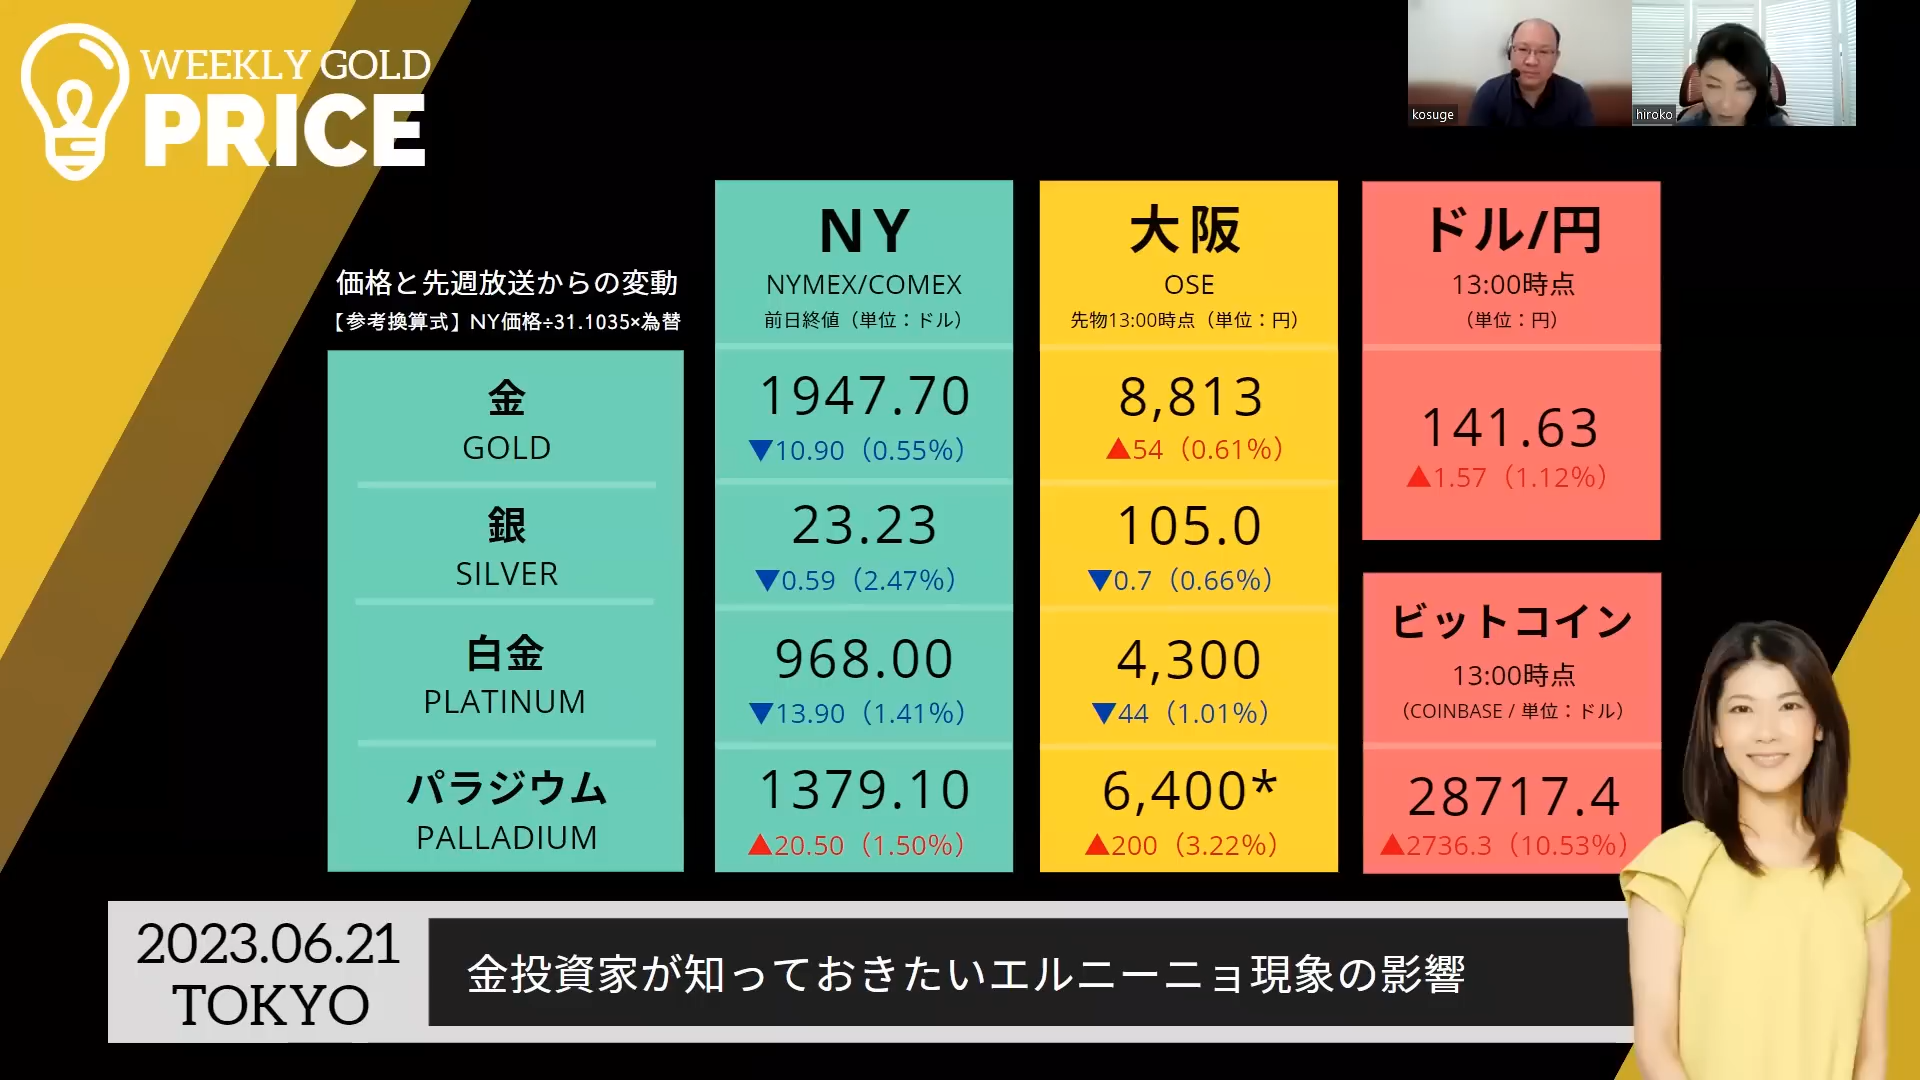 WEEKLY GOLD
PRICE
kosuge
hiroko
価格と先週放送からの変動
【参考換算式】NY価格÷31.1035×為替
NY
NYMEX/COMEX
前日終値（単位：ドル）
大阪
OSE
先物13:00時点（単位：円）
ドル/円
13:00時点
（単位：円）
金
GOLD
1947.70
▼10.90（0.55%）
8,813
▲54（0.61%）
141.63
▲1.57（1.12%）
銀
SILVER
23.23
▼0.59（2.47%）
105.0
▼0.7（0.66%）
白金
PLATINUM
968.00
▼13.90（1.41%）
4,300
▼44（1.01%）
ビットコイン
13:00時点
（COINBASE / 単位：ドル）
パラジウム
PALLADIUM
1379.10
▲20.50（1.50%）
6,400*
▲200（3.22%）
28717.4
▲2736.3（10.53%）
2023.06.21
TOKYO
金投資家が知っておきたいエルニーニョ現象の影響